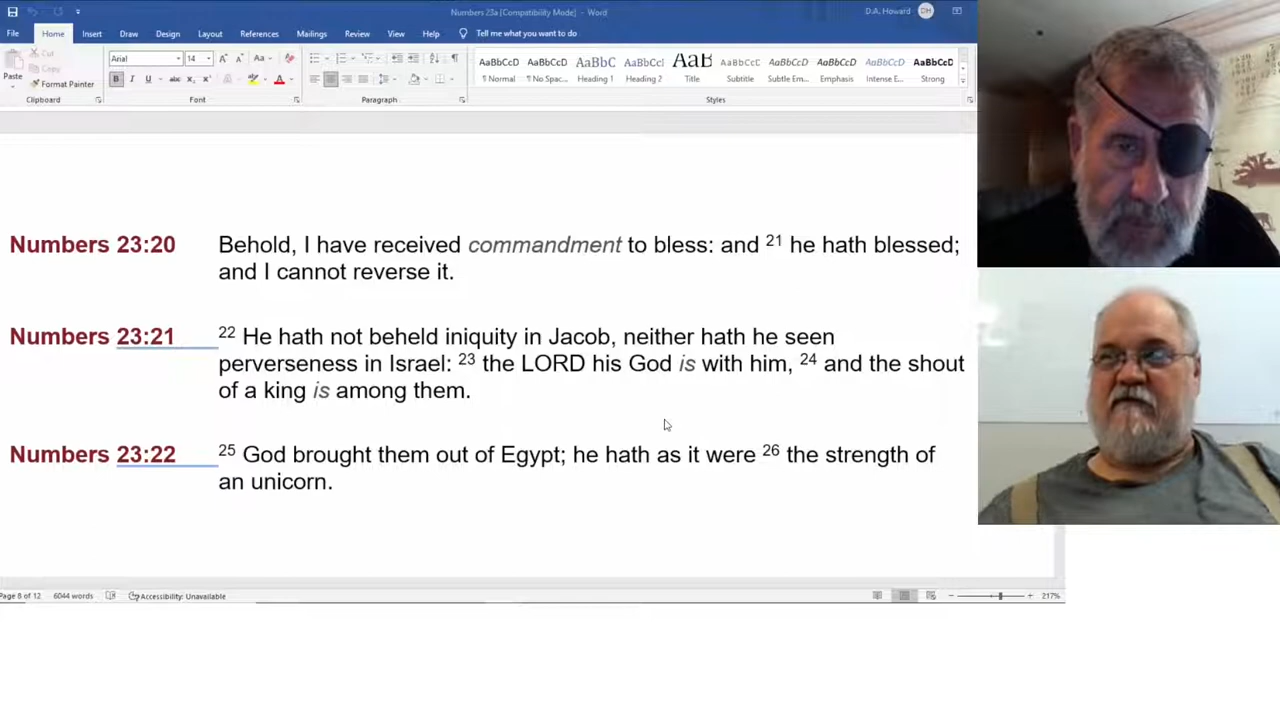 Numbers 23a [Compatibility Mode] - Word
D.A. Howard DH
File Home Insert Draw Design Layout References Mailings Review View Help Tell me what you want to do
Paste Cut Copy Format Painter
Arial 14
B I U
AaBbCcD AaBbCcD AaBbC AaBbCcI AaB AaBbCcD AaBbCcD AaBbCcD AaBbCcD AaBbCcD
¶ Normal ¶ No Spac... Heading 1 Heading 2 Title Subtitle Subtle Em... Emphasis Intense E... Strong
Clipboard Font Paragraph Styles
Numbers 23:20 Behold, I have received commandment to bless: and 21 he hath blessed;
and I cannot reverse it.
Numbers 23:21 22 He hath not beheld iniquity in Jacob, neither hath he seen
perverseness in Israel: 23 the LORD his God is with him, 24 and the shout
of a king is among them.
Numbers 23:22 25 God brought them out of Egypt; he hath as it were 26 the strength of
an unicorn.
Page 8 of 12 6044 words Accessibility: Unavailable 217%